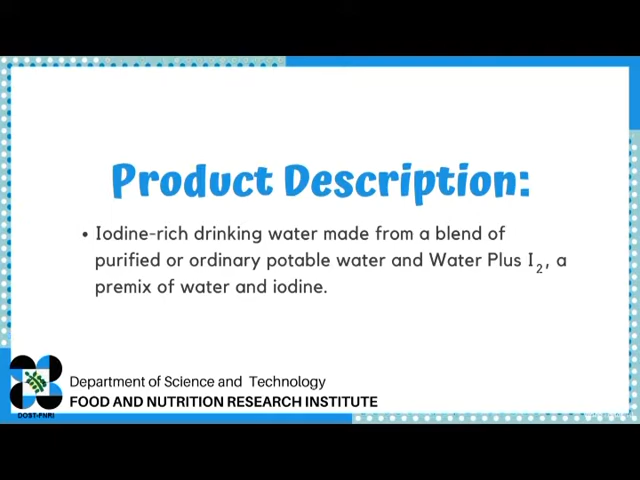 Product Description:
• Iodine-rich drinking water made from a blend of
purified or ordinary potable water and Water Plus I₂, a
premix of water and iodine.
Department of Science and Technology
FOOD AND NUTRITION RESEARCH INSTITUTE
DOST-FNRI